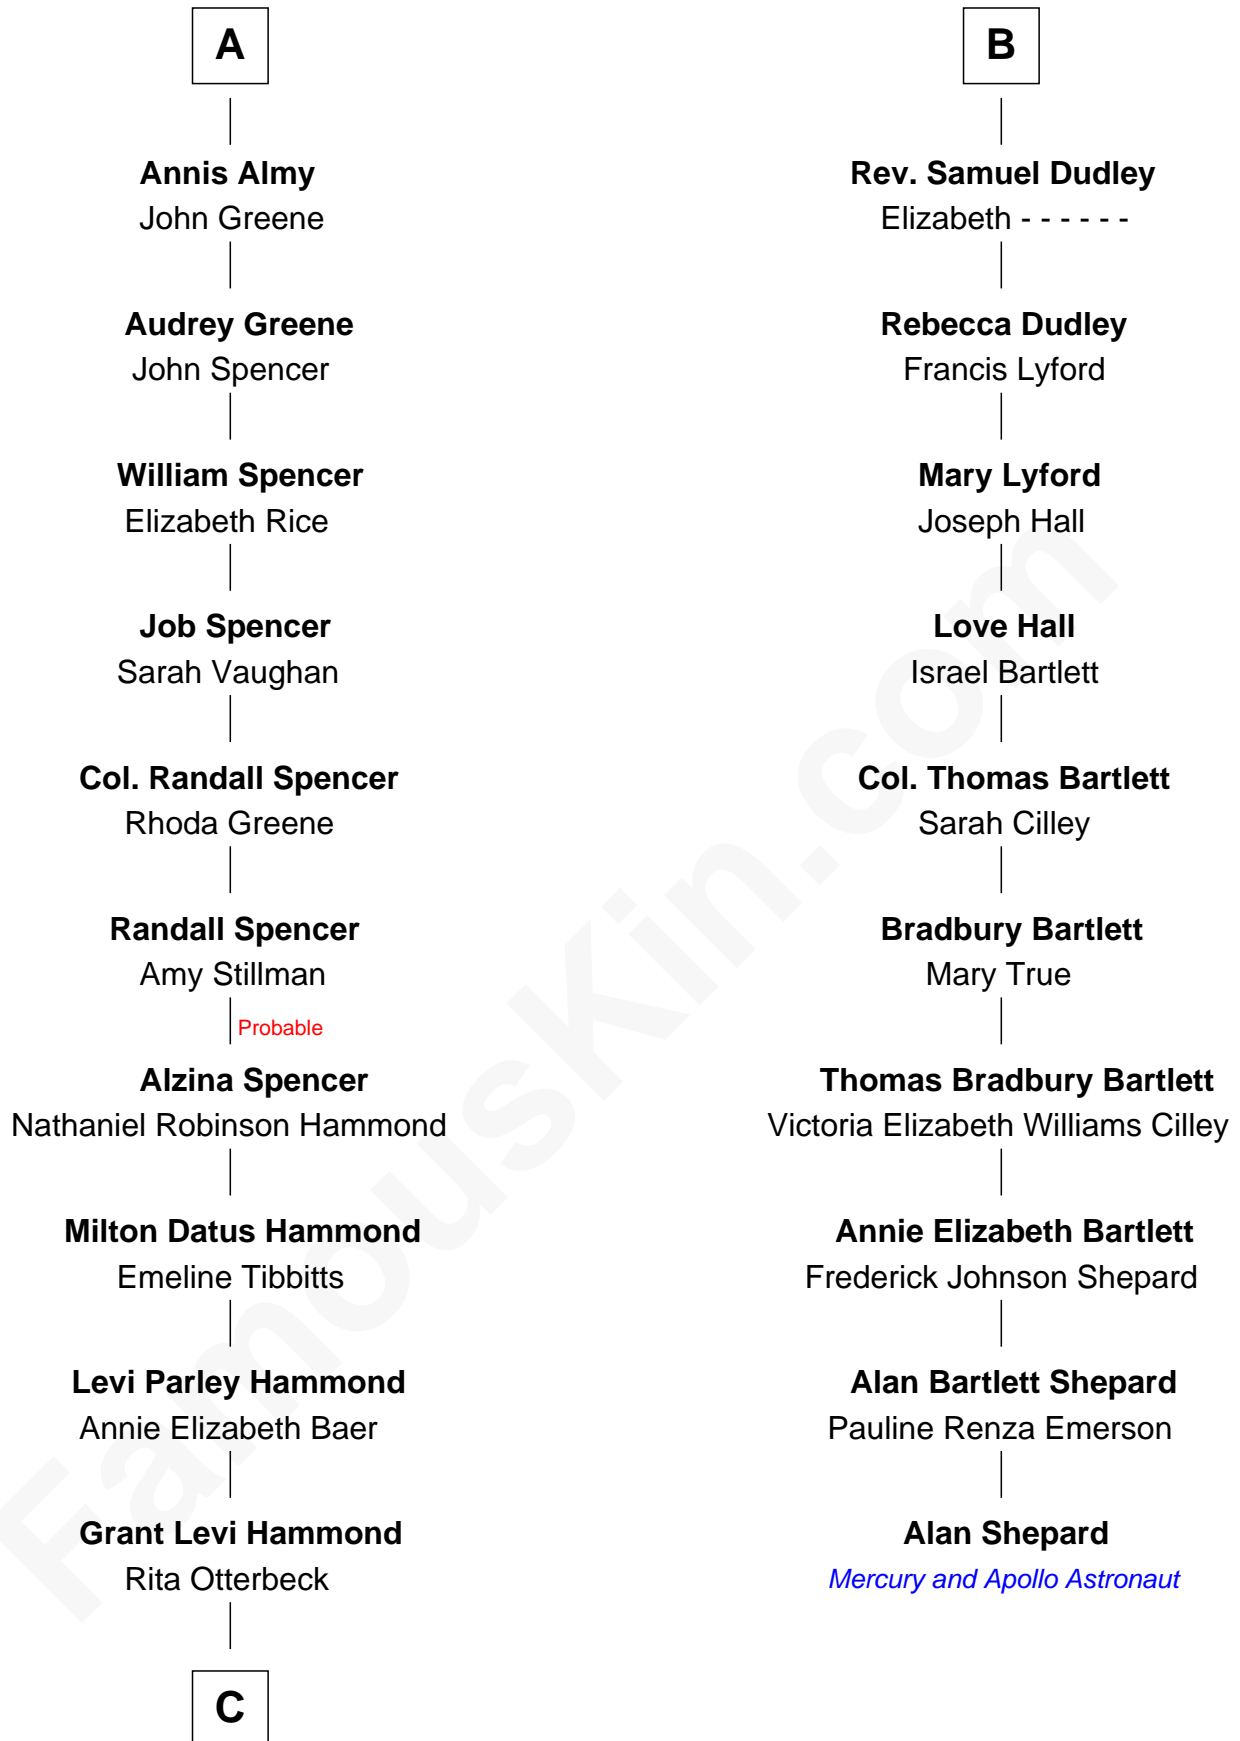 A
Annis Almy
John Greene
Audrey Greene
John Spencer
William Spencer
Elizabeth Rice
Job Spencer
Sarah Vaughan
Col. Randall Spencer
Rhoda Greene
Randall Spencer
Amy Stillman
Probable
Alzina Spencer
Nathaniel Robinson Hammond
Milton Datus Hammond
Emeline Tibbitts
Levi Parley Hammond
Annie Elizabeth Baer
Grant Levi Hammond
Rita Otterbeck
C
B
Rev. Samuel Dudley
Elizabeth - - - - - -
Rebecca Dudley
Francis Lyford
Mary Lyford
Joseph Hall
Love Hall
Israel Bartlett
Col. Thomas Bartlett
Sarah Cilley
Bradbury Bartlett
Mary True
Thomas Bradbury Bartlett
Victoria Elizabeth Williams Cilley
Annie Elizabeth Bartlett
Frederick Johnson Shepard
Alan Bartlett Shepard
Pauline Renza Emerson
Alan Shepard
Mercury and Apollo Astronaut
FamousKin.com